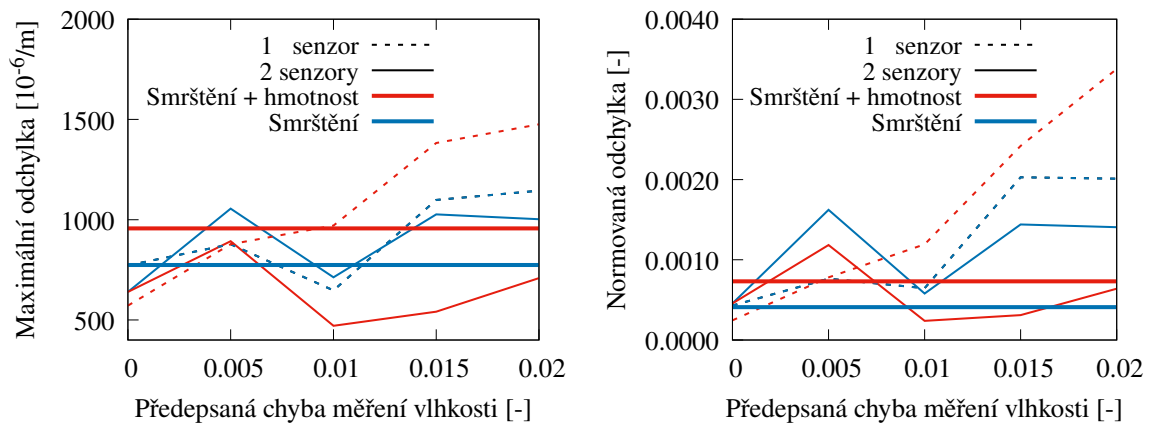 Maximální odchylka [10⁻⁶/m]
2000
1500
1000
500
1 senzor
2 senzory
Smrštění + hmotnost
Smrštění
0 0.005 0.01 0.015 0.02
Předepsaná chyba měření vlhkosti [-]
Normovaná odchylka [-]
0.0040
0.0030
0.0020
0.0010
0.0000
1 senzor
2 senzory
Smrštění + hmotnost
Smrštění
0 0.005 0.01 0.015 0.02
Předepsaná chyba měření vlhkosti [-]